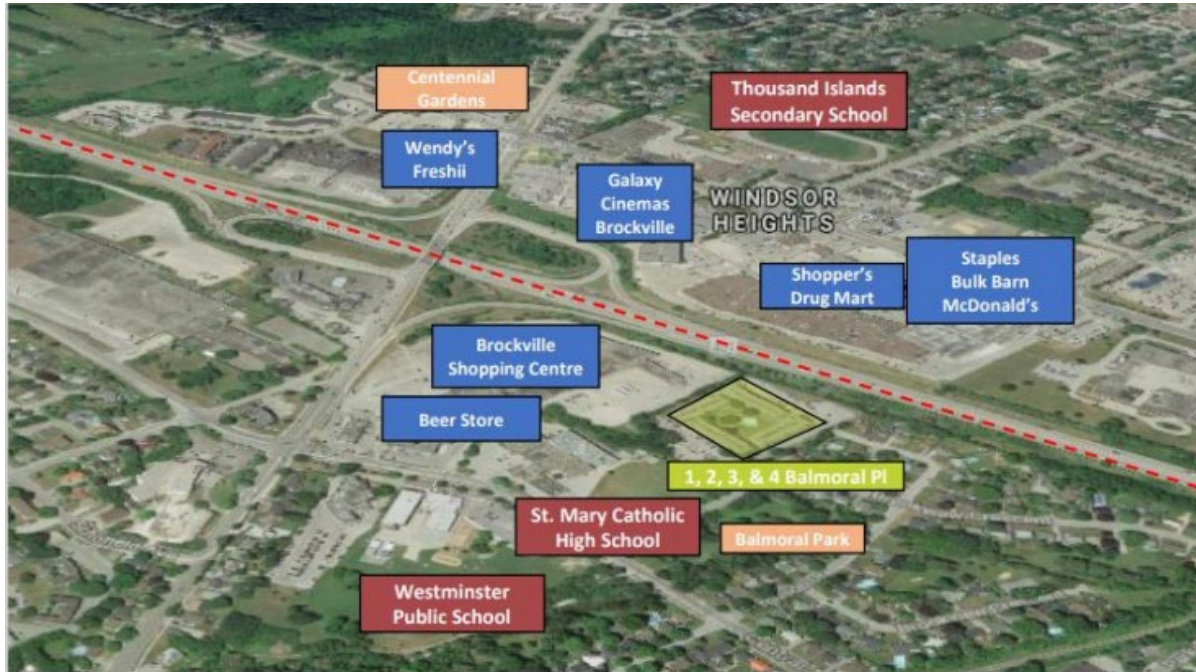 Centennial
Gardens
Thousand Islands
Secondary School
Wendy's
Freshii
Galaxy
Cinemas
Brockville
WINDSOR
HEIGHTS
Staples
Bulk Barn
McDonald's
Shopper's
Drug Mart
Brockville
Shopping Centre
Beer Store
1, 2, 3, & 4 Balmoral Pl
St. Mary Catholic
High School
Balmoral Park
Westminster
Public School